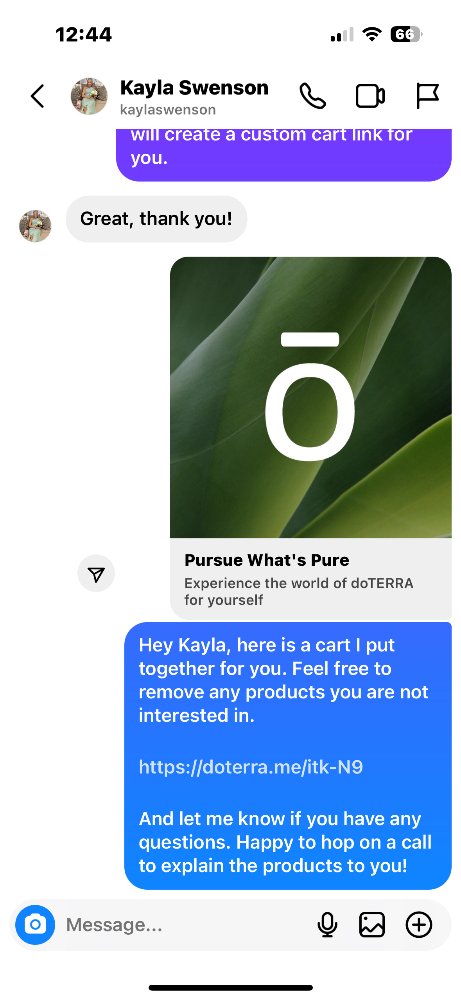 12:44
66
Kayla Swenson
kaylaswenson
will create a custom cart link for
you.
Great, thank you!
ō
Pursue What's Pure
Experience the world of doTERRA
for yourself
Hey Kayla, here is a cart I put
together for you. Feel free to
remove any products you are not
interested in.
https://doterra.me/itk-N9
And let me know if you have any
questions. Happy to hop on a call
to explain the products to you!
Message...